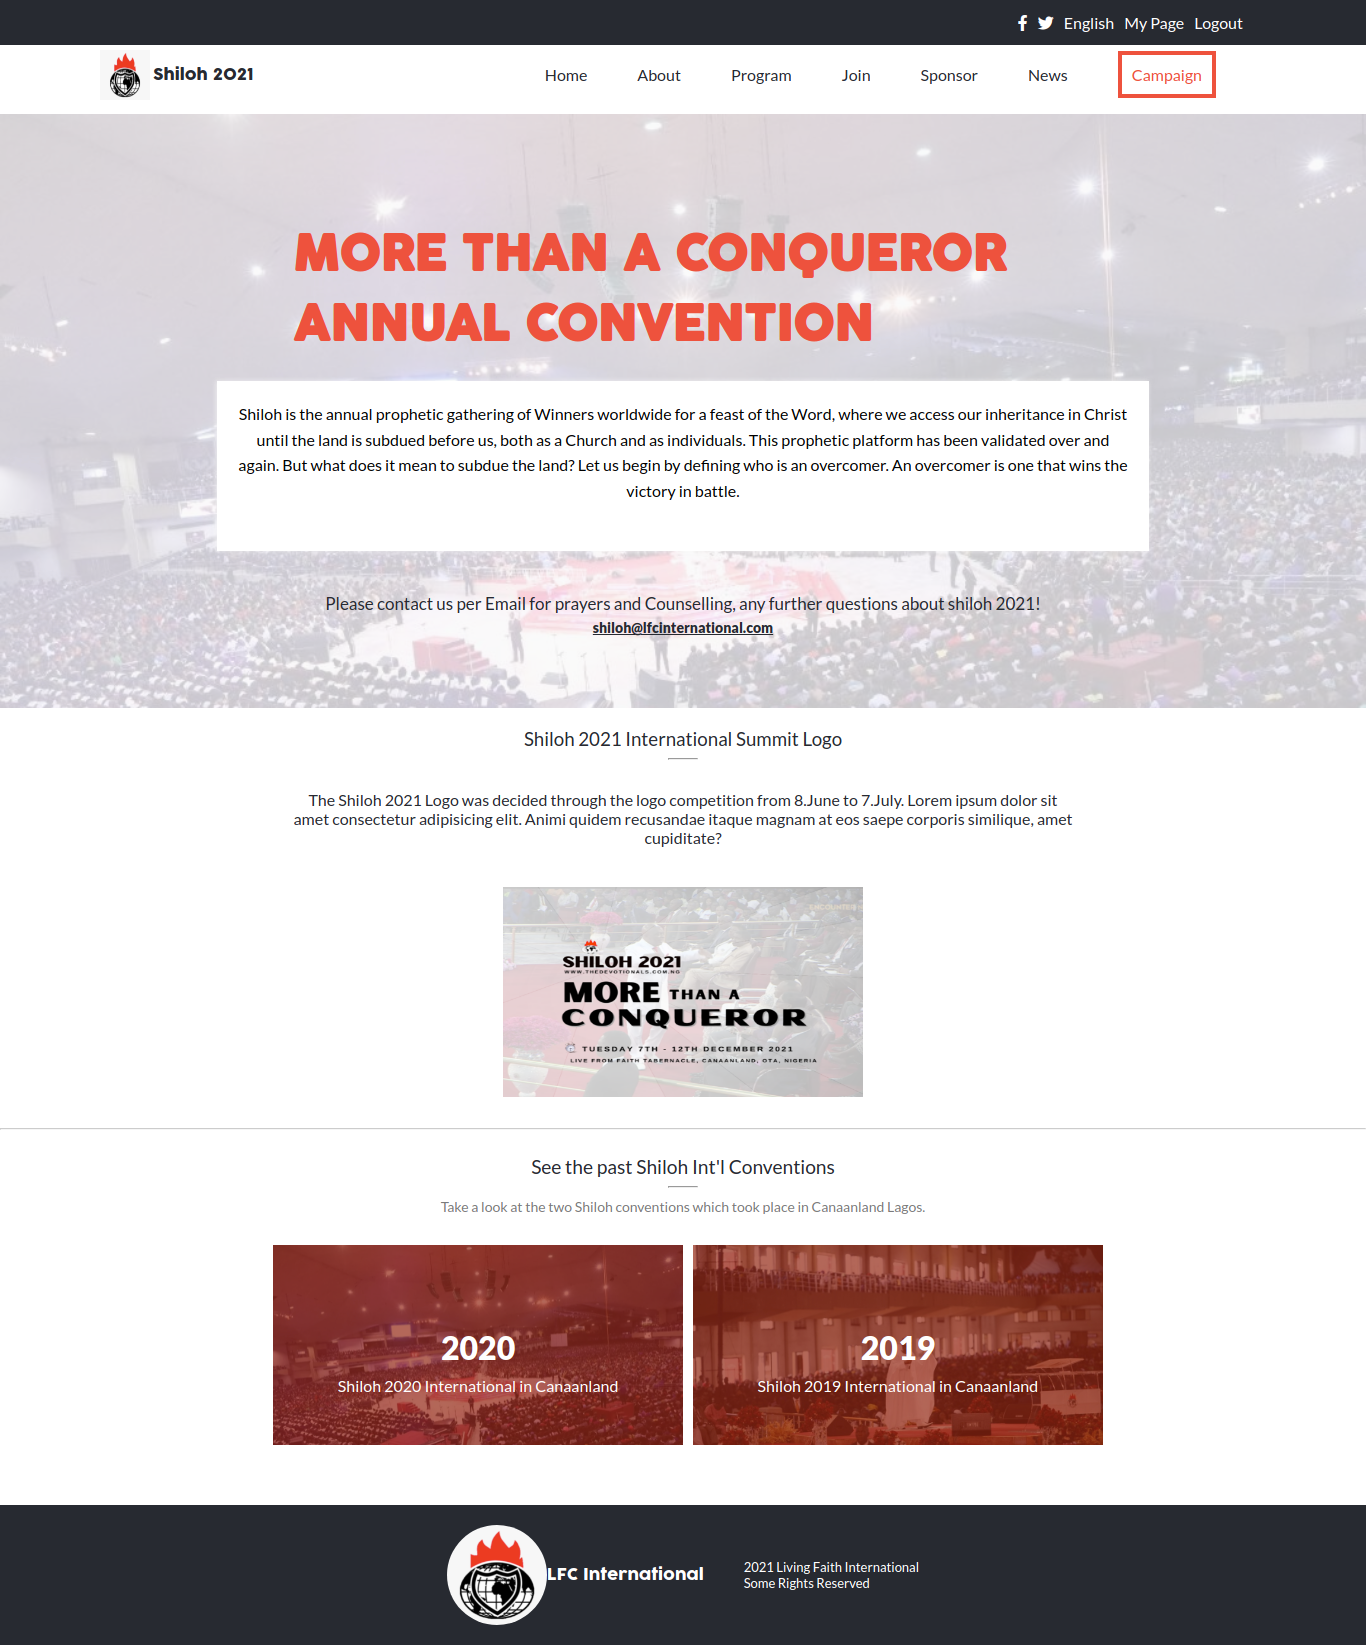 English My Page Logout
Shiloh 2021
Home About Program Join Sponsor News Campaign
MORE THAN A CONQUEROR
ANNUAL CONVENTION
Shiloh is the annual prophetic gathering of Winners worldwide for a feast of the Word, where we access our inheritance in Christ
until the land is subdued before us, both as a Church and as individuals. This prophetic platform has been validated over and
again. But what does it mean to subdue the land? Let us begin by defining who is an overcomer. An overcomer is one that wins the
victory in battle.
Please contact us per Email for prayers and Counselling, any further questions about shiloh 2021!
shiloh@lfcinternational.com
Shiloh 2021 International Summit Logo
The Shiloh 2021 Logo was decided through the logo competition from 8.June to 7.July. Lorem ipsum dolor sit
amet consectetur adipisicing elit. Animi quidem recusandae itaque magnam at eos saepe corporis similique, amet
cupiditate?
SHILOH 2021
WWW.THEDEVOTIONALS.COM.NG
MORE THAN A
CONQUEROR
TUESDAY 7TH - 12TH DECEMBER 2021
LIVE FROM FAITH TABERNACLE, CANAANLAND, OTA, NIGERIA
See the past Shiloh Int'l Conventions
Take a look at the two Shiloh conventions which took place in Canaanland Lagos.
2020
Shiloh 2020 International in Canaanland
2019
Shiloh 2019 International in Canaanland
LFC International
2021 Living Faith International
Some Rights Reserved